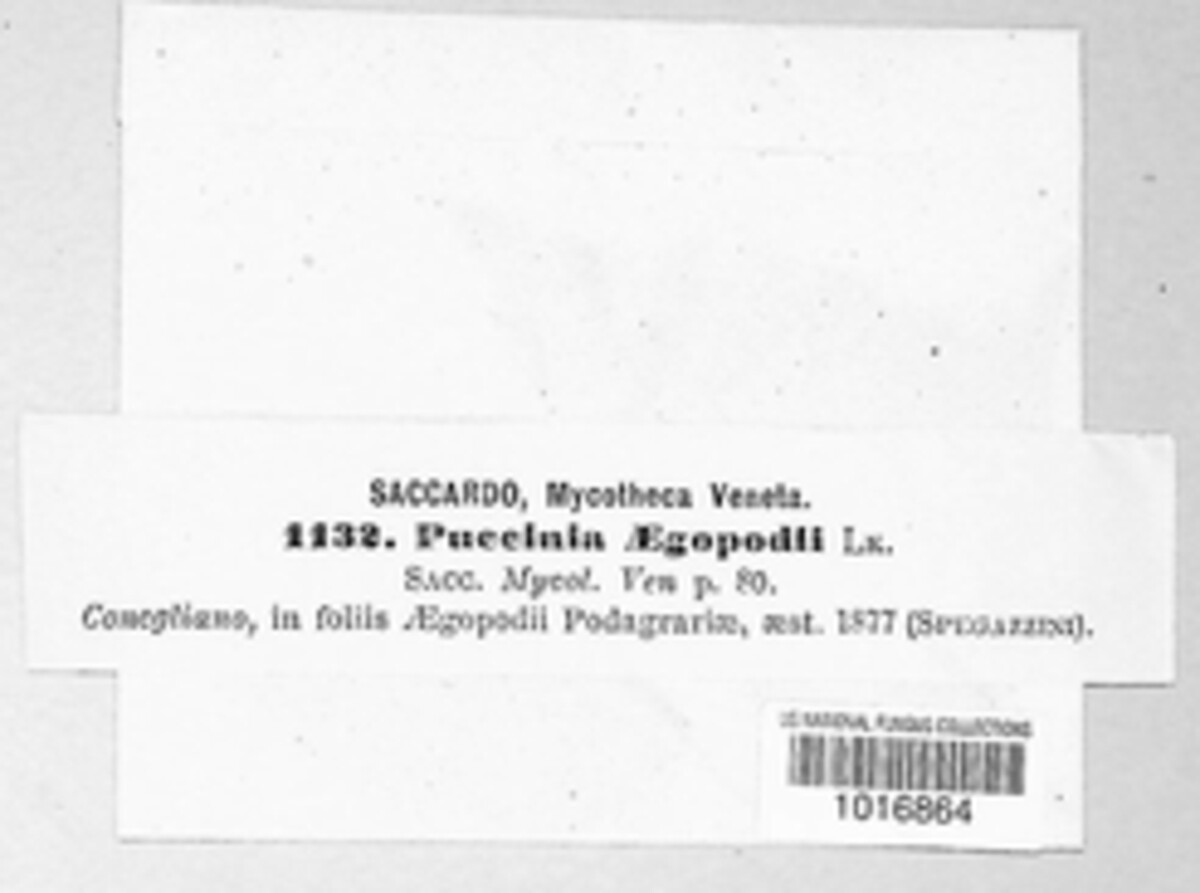 SACCARDO, Mycotheca Veneta.
1132. Puccinia Ægopodii LK.
SACC. Mycol. Ven p. 80.
Conegliano, in foliis Ægopodii Podagrariæ, æst. 1877 (SPEGAZZINI).
US NATIONAL FUNGUS COLLECTIONS
1016864